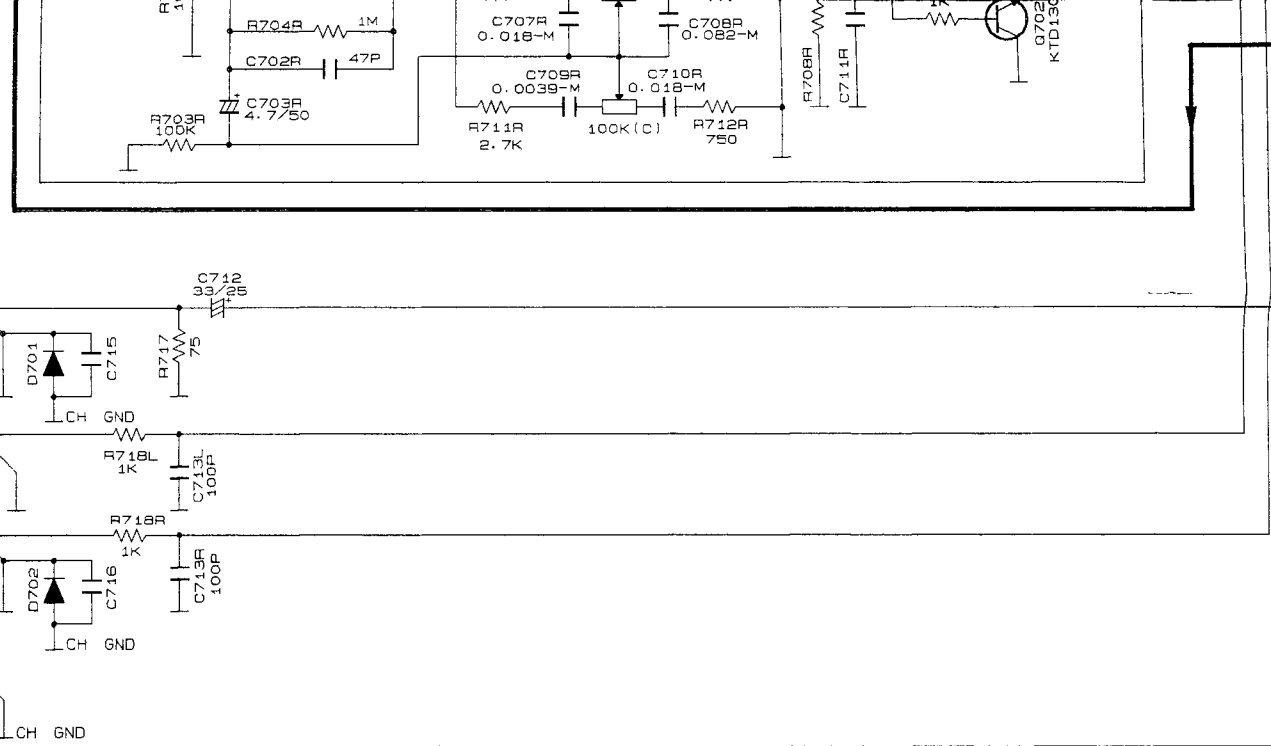 R704R
1M
C702R
47P
C703R
4.7/50
R703R
100K
C707R
0.018-M
C708R
0.082-M
C709R
0.0039-M
C710R
0.018-M
R711R
2.7K
100K(C)
R712R
750
R708R
C711R
1K
C712
33/25
D701
C715
R717
75
CH GND
R718L
1K
C713L
100P
R718R
1K
D702
C716
C713R
100P
CH GND
CH GND